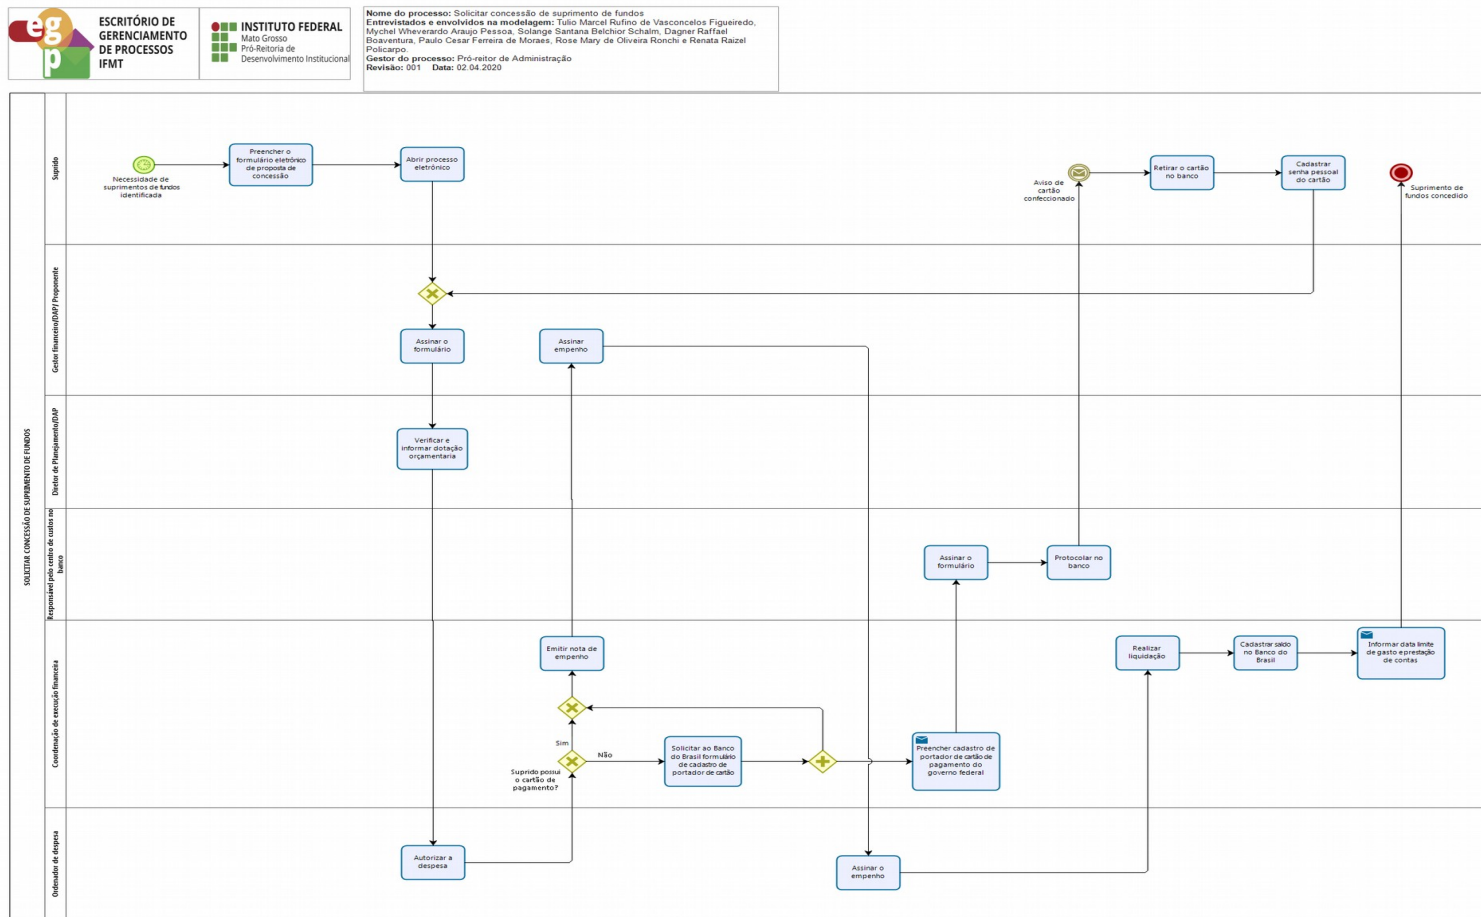 egp
ESCRITÓRIO DE
GERENCIAMENTO
DE PROCESSOS
IFMT
INSTITUTO FEDERAL
Mato Grosso
Pró-Reitoria de
Desenvolvimento Institucional
Nome do processo: Solicitar concessão de suprimento de fundos
Entrevistados e envolvidos na modelagem: Tulio Marcel Rufino de Vasconcelos Figueiredo,
Mychel Wheverardo Araujo Pessoa, Solange Santana Belchior Schalm, Dagner Raffael
Boaventura, Paulo Cesar Ferreira de Moraes, Rose Mary de Oliveira Ronchi e Renata Raizel
Policarpo.
Gestor do processo: Pró-reitor de Administração
Revisão: 001 Data: 02.04.2020
SOLICITAR CONCESSÃO DE SUPRIMENTO DE FUNDOS
Suprido
Necessidade de
suprimentos de fundos
identificada
Preencher o
formulário eletrônico
de proposta de
concessão
Abrir processo
eletrônico
Aviso de
cartão
confeccionado
Retirar o cartão
no banco
Cadastrar
senha pessoal
do cartão
Suprimento de
fundos concedido
Gestor financeiro/DAP/ Proponente
Assinar o
formulário
Assinar
empenho
Diretor de Planejamento/DAP
Verificar e
informar dotação
orçamentaria
Responsável pelo centro de custos no
banco
Assinar o
formulário
Protocolar no
banco
Coordenação de execução financeira
Emitir nota de
empenho
Sim
Não
Suprido possui
o cartão de
pagamento?
Solicitar ao Banco
do Brasil formulário
de cadastro de
portador de cartão
Preencher cadastro de
portador de cartão de
pagamento do
governo federal
Realizar
liquidação
Cadastrar saldo
no Banco do
Brasil
Informar data limite
de gasto e prestação
de contas
Ordenador de despesa
Autorizar a
despesa
Assinar o
empenho